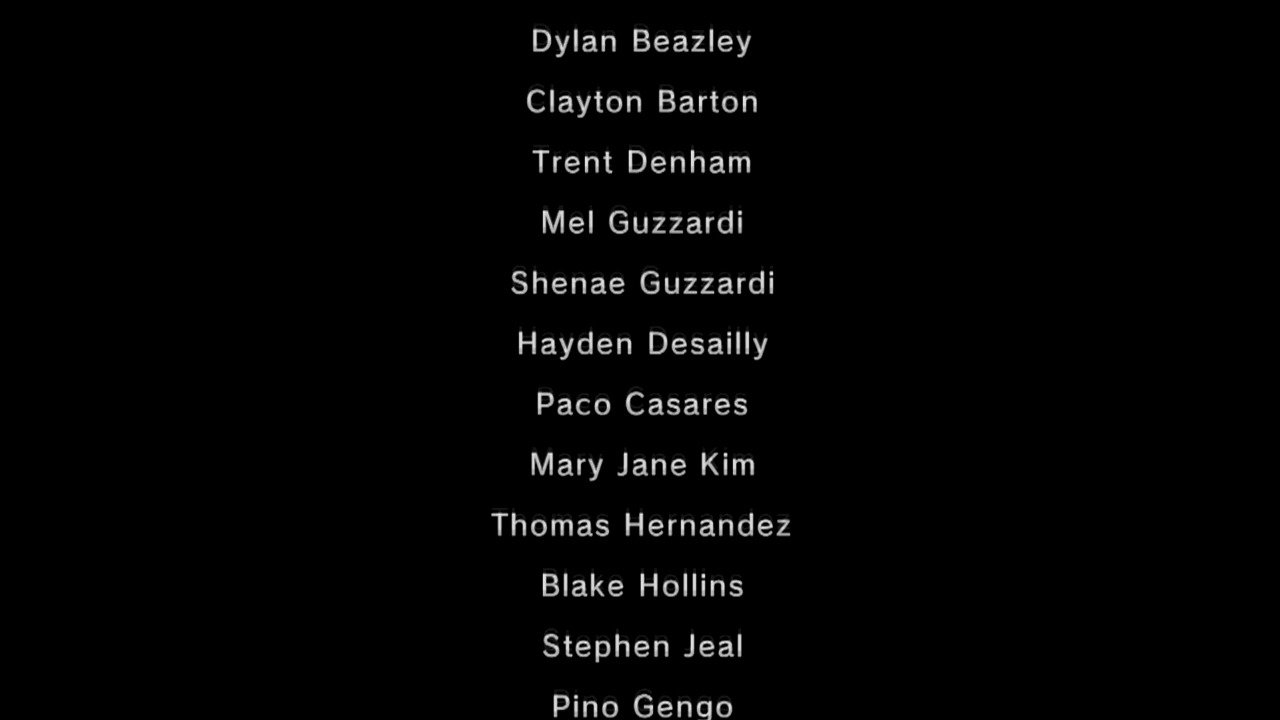 Dylan Beazley
Clayton Barton
Trent Denham
Mel Guzzardi
Shenae Guzzardi
Hayden Desailly
Paco Casares
Mary Jane Kim
Thomas Hernandez
Blake Hollins
Stephen Jeal
Pino Gengo